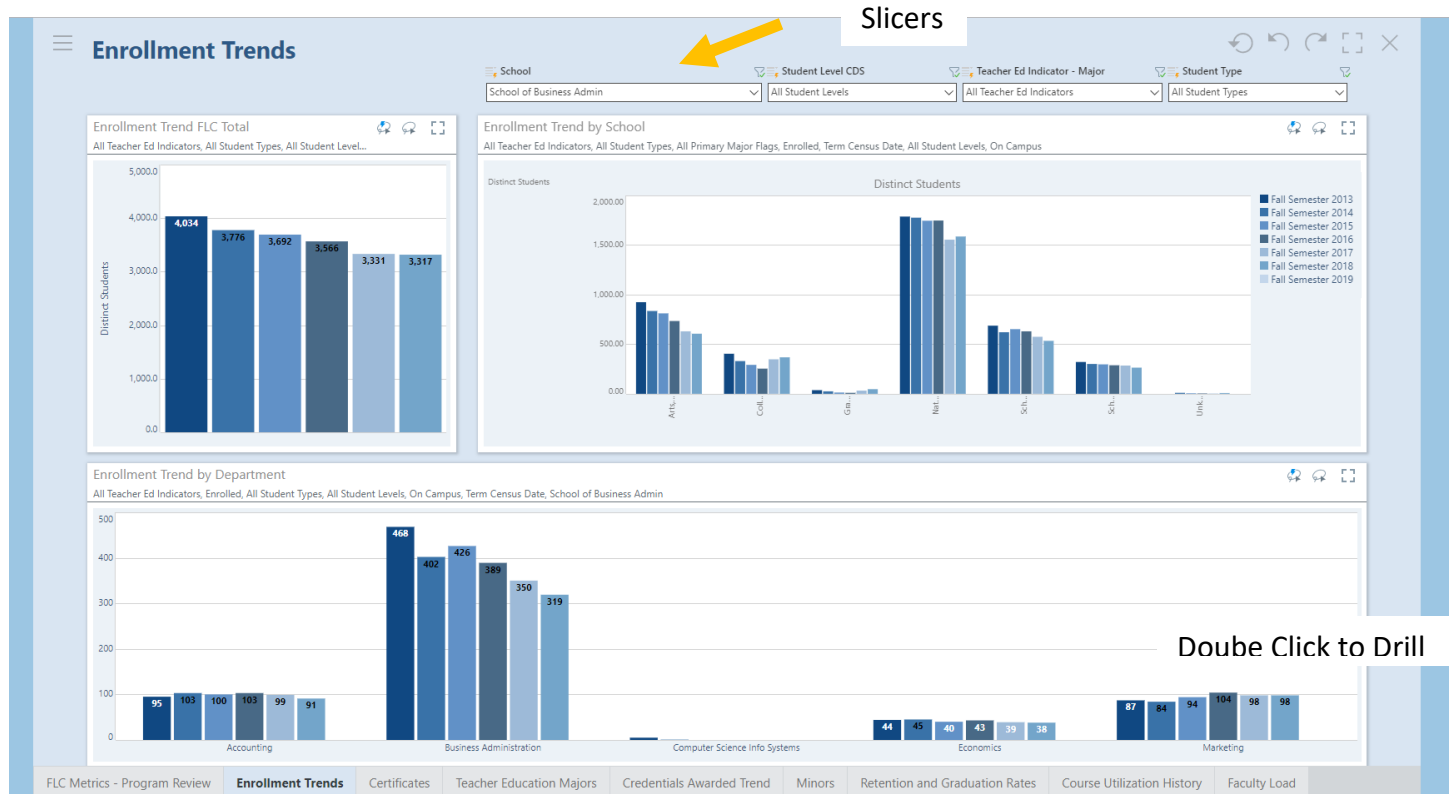 Slicers
Enrollment Trends
School
Student Level CDS
Teacher Ed Indicator - Major
Student Type
School of Business Admin
All Student Levels
All Teacher Ed Indicators
All Student Types
Enrollment Trend FLC Total
All Teacher Ed Indicators, All Student Types, All Student Level...
5,000.0
4,000.0
3,000.0
2,000.0
1,000.0
0.0
Distinct Students
4,034
3,776
3,692
3,566
3,331
3,317
Enrollment Trend by School
All Teacher Ed Indicators, All Student Types, All Primary Major Flags, Enrolled, Term Census Date, All Student Levels, On Campus
Distinct Students
Distinct Students
2,000.00
1,500.00
1,000.00
500.00
0.00
Arts,...
Coll...
Gra...
Nat...
Sch...
Sch...
Unk...
Fall Semester 2013
Fall Semester 2014
Fall Semester 2015
Fall Semester 2016
Fall Semester 2017
Fall Semester 2018
Fall Semester 2019
Enrollment Trend by Department
All Teacher Ed Indicators, Enrolled, All Student Types, All Student Levels, On Campus, Term Census Date, School of Business Admin
500
400
300
200
100
0
95 103 100 103 99 91
468 402 426 389 350 319
44 45 40 43 39 38
87 84 94 104 98 98
Accounting
Business Administration
Computer Science Info Systems
Economics
Marketing
Doube Click to Drill
FLC Metrics - Program Review
Enrollment Trends
Certificates
Teacher Education Majors
Credentials Awarded Trend
Minors
Retention and Graduation Rates
Course Utilization History
Faculty Load